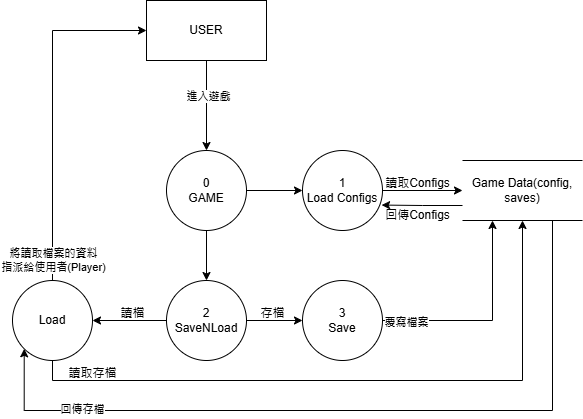 USER
進入遊戲
0
GAME
1
Load Configs
讀取Configs
回傳Configs
Game Data(config,
saves)
將讀取檔案的資料
指派給使用者(Player)
Load
讀檔
2
SaveNLoad
存檔
3
Save
覆寫檔案
讀取存檔
回傳存檔